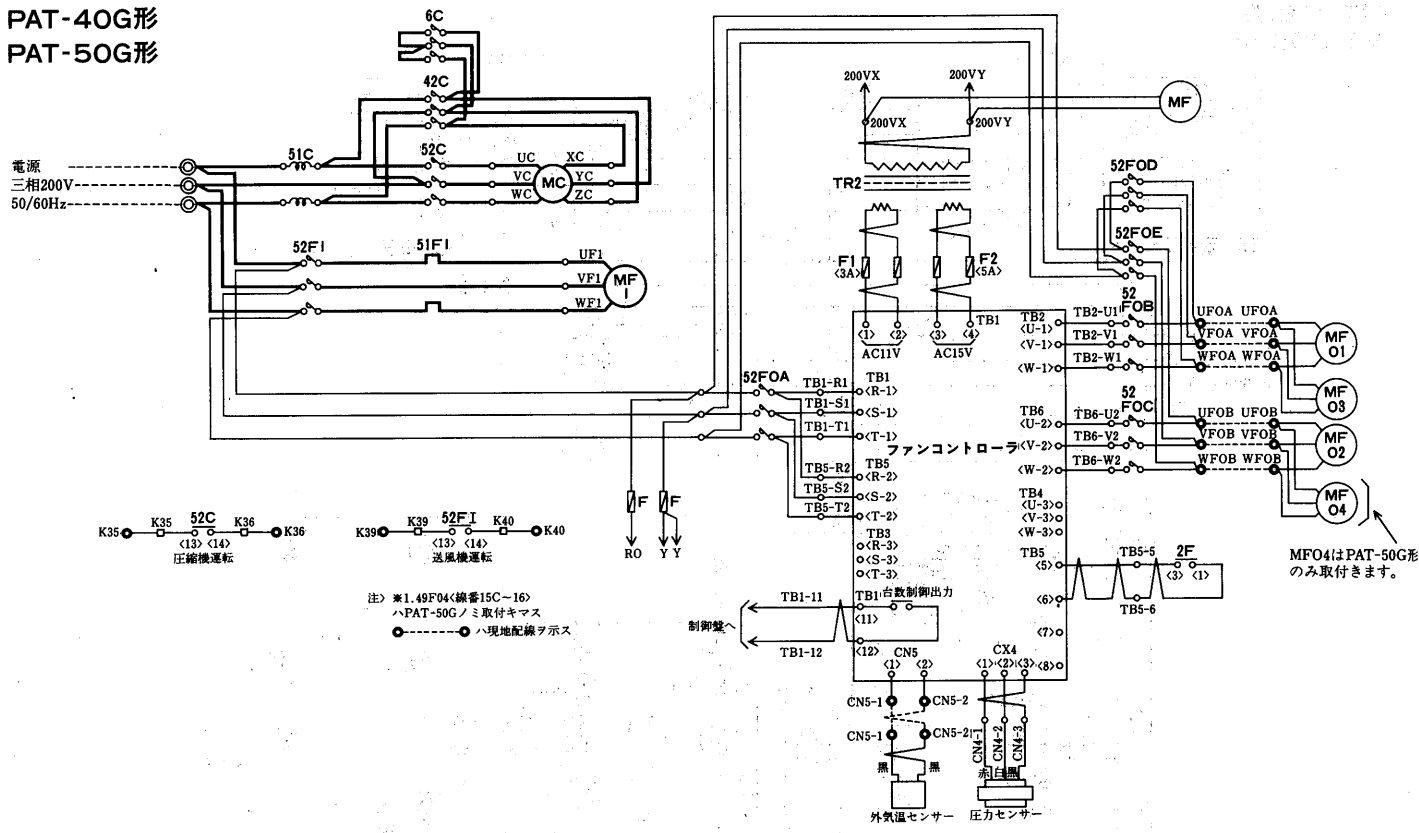 PAT-40G形
PAT-50G形
6C
42C
電源
三相200V
50/60Hz
51C
52C
UC
VC
WC
MC
XC
YC
ZC
52F1
51F1
UF1
VF1
WF1
MF
I
200VX
200VY
200VX
200VY
MF
TR2
F1
<3A>
F2
<5A>
<1>
<2>
<3>
<4>
TB1
AC11V
AC15V
52FOD
52FOE
52
FOB
52
FOC
52FOA
TB1-R1
TB1-S1
TB1-T1
TB5-R2
TB5-S2
TB5-T2
TB1
<R-1>
<S-1>
<T-1>
TB5
<R-2>
<S-2>
<T-2>
TB3
<R-3>
<S-3>
<T-3>
ファンコントローラ
TB2
<U-1>
<V-1>
<W-1>
TB6
<U-2>
<V-2>
<W-2>
TB4
<U-3>
<V-3>
<W-3>
TB5
<5>
<6>
<7>
<8>
TB2-U1
TB2-V1
TB2-W1
TB6-U2
TB6-V2
TB6-W2
UFOA UFOA
VFOA VFOA
WFOA WFOA
UFOB UFOB
VFOB VFOB
WFOB WFOB
MF
O1
MF
O3
MF
O2
MF
O4
MFO4はPAT-50G形
のみ取付きます。
TB5-5
TB5-6
2F
<3> <1>
F
F
RO
Y
Y
K35
K35
52C
<13> <14>
K36
K36
圧縮機運転
K39
K39
52FI
<13> <14>
K40
K40
送風機運転
注) ※1.49F04<線番15C～16>
ハPAT-50Gノミ取付キマス
ハ現地配線ヲ示ス
制御盤へ
TB1-11
TB1-12
TB1
台数制御出力
<11>
<12>
CN5
<1>
<2>
CX4
<1>
<2>
<3>
CN5-1
CN5-2
CN5-1
CN5-2
黒
黒
外気温センサー
CN4-1
CN4-2
CN4-3
赤
白
黒
圧力センサー